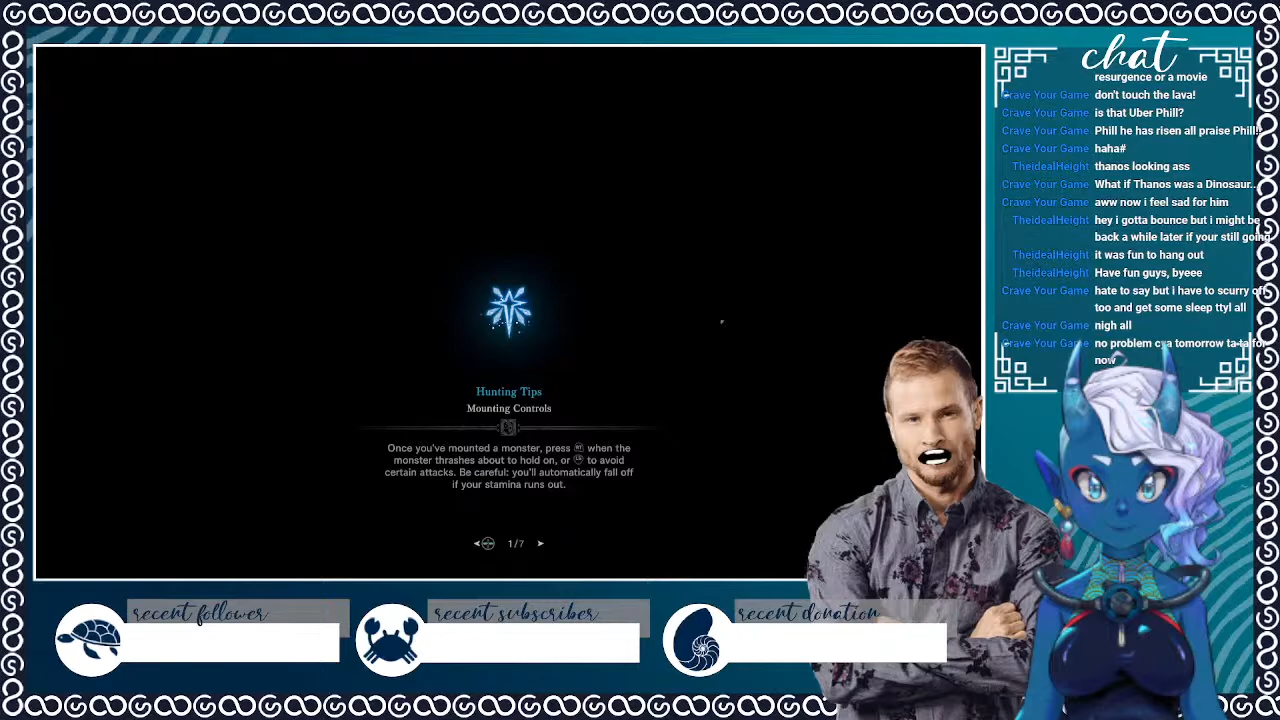 chat
resurgence or a movie
Crave Your Game don't touch the lava!
Crave Your Game is that Uber Phill?
Crave Your Game Phill he has risen all praise Phill!!
Crave Your Game haha#
TheidealHeight thanos looking ass
Crave Your Game What if Thanos was a Dinosaur..
Crave Your Game aww now i feel sad for him
TheidealHeight hey i gotta bounce but i might be
back a while later if your still going
TheidealHeight it was fun to hang out
TheidealHeight Have fun guys, byeee
Crave Your Game hate to say but i have to scurry off
too and get some sleep ttyl all
Crave Your Game nigh all
Crave Your Game no problem cya tomorrow ta-ta for
now
Hunting Tips
Mounting Controls
Once you've mounted a monster, press when the
monster thrashes about to hold on, or to avoid
certain attacks. Be careful: you'll automatically fall off
if your stamina runs out.
1/7
recent follower
recent subscriber
recent donation